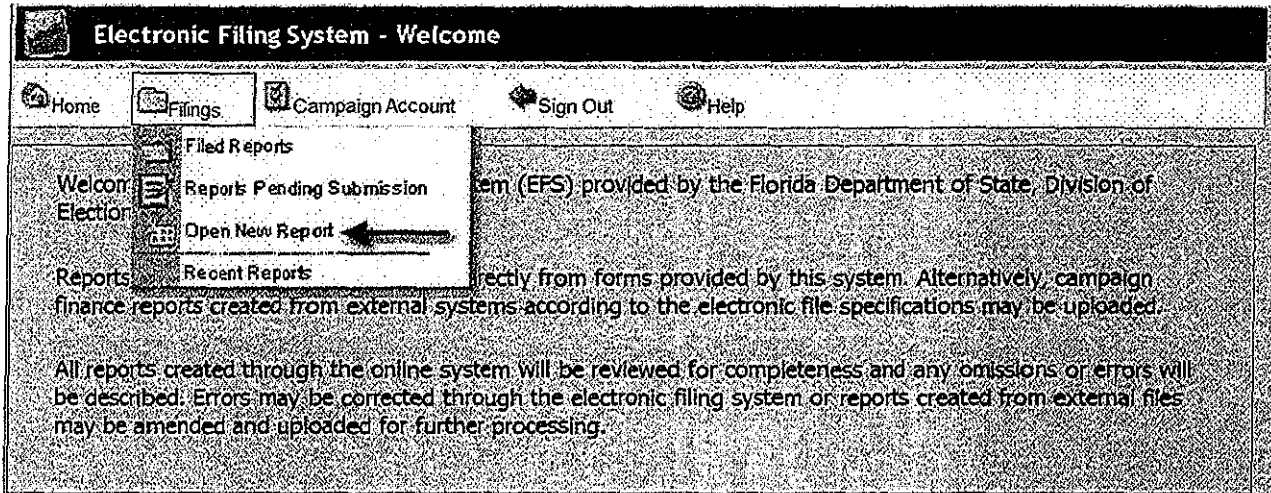 Electronic Filing System - Welcome
Home Filings Campaign Account Sign Out Help
Filed Reports
Reports Pending Submission
Open New Report
Recent Reports
Welcom tem (EFS) provided by the Florida Department of State, Division of
Election
Reports rectly from forms provided by this system. Alternatively, campaign
finance reports created from external systems according to the electronic file specifications may be uploaded.
All reports created through the online system will be reviewed for completeness and any omissions or errors will
be described. Errors may be corrected through the electronic filing system or reports created from external files
may be amended and uploaded for further processing.